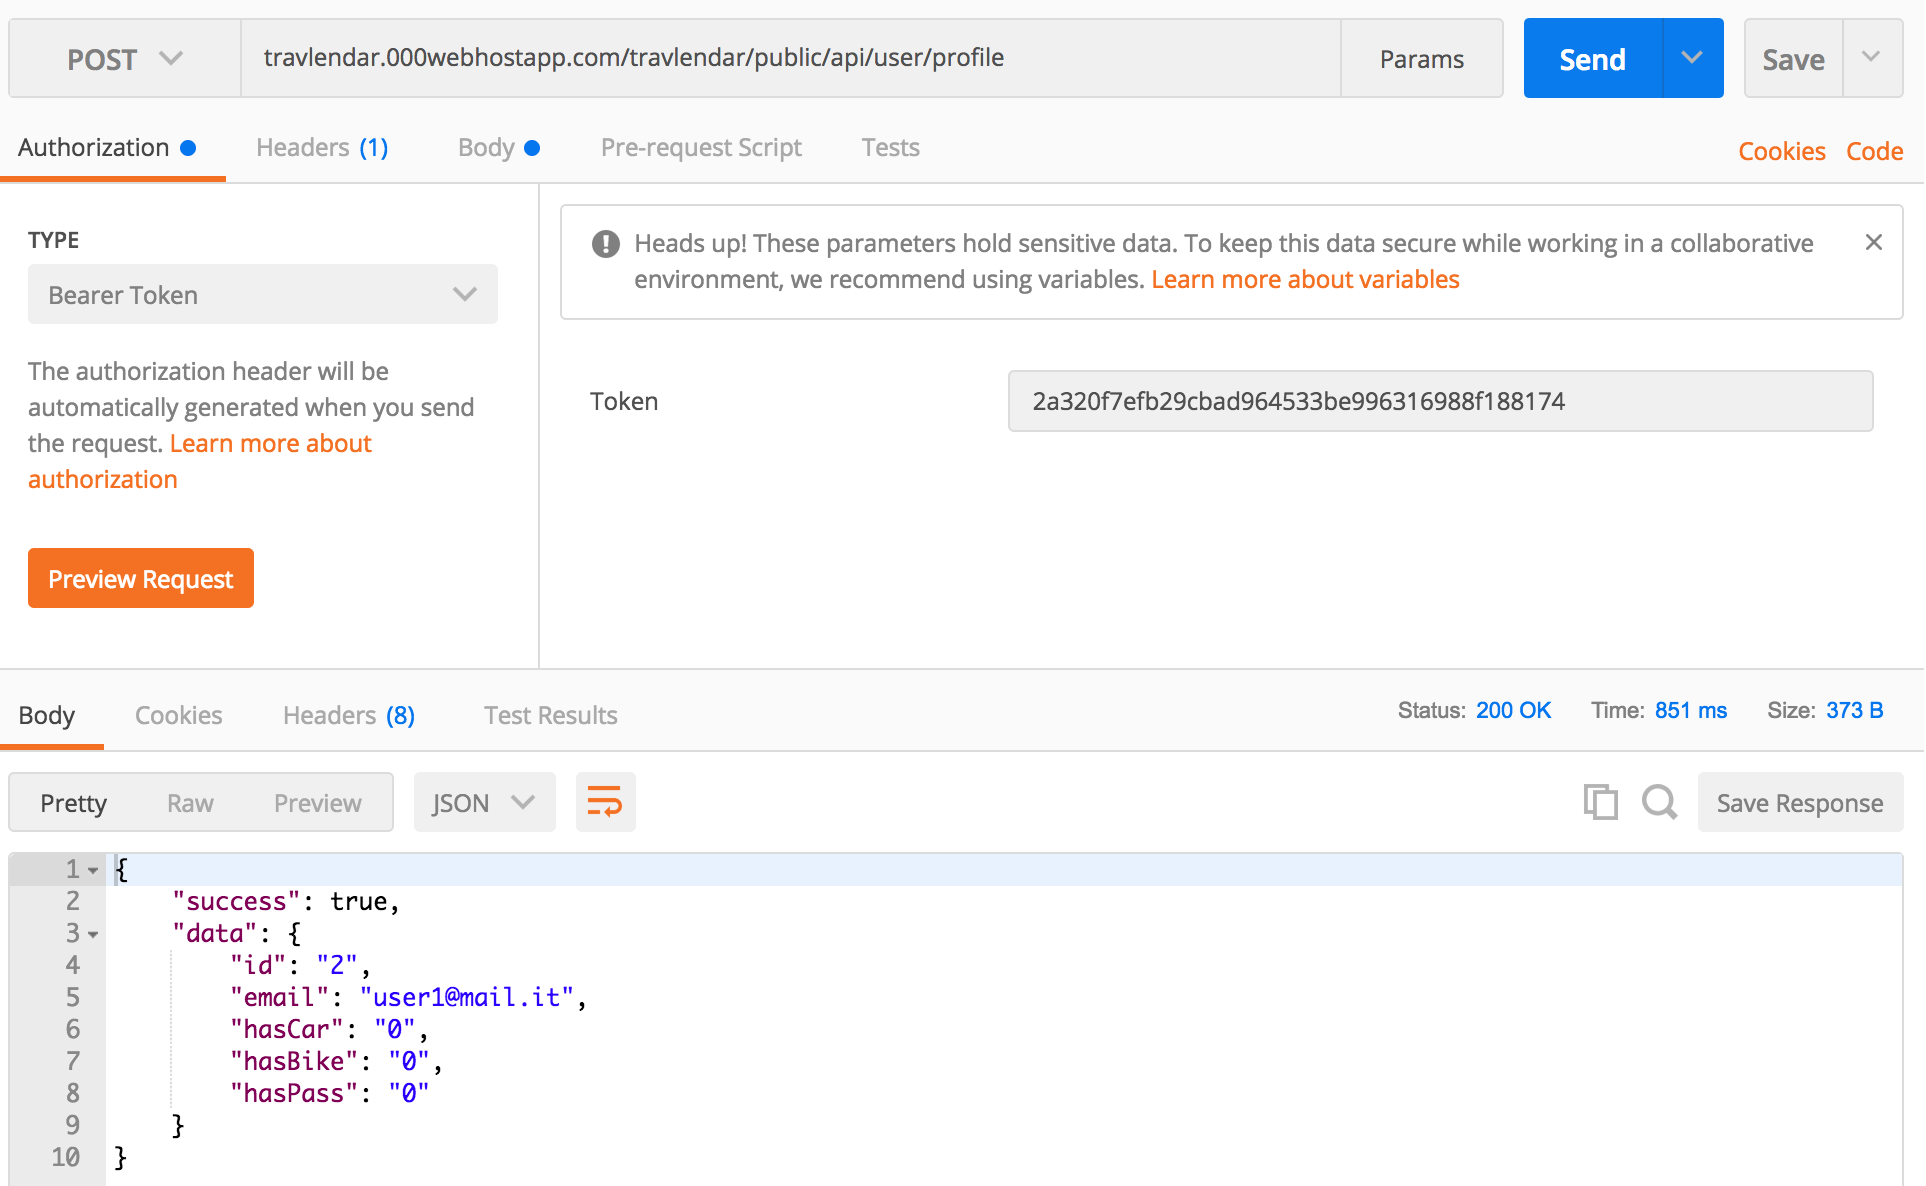 POST travlendar.000webhostapp.com/travlendar/public/api/user/profile Params Send Save
Authorization Headers (1) Body Pre-request Script Tests Cookies Code
TYPE
Bearer Token
The authorization header will be
automatically generated when you send
the request. Learn more about
authorization
Preview Request
Heads up! These parameters hold sensitive data. To keep this data secure while working in a collaborative
environment, we recommend using variables. Learn more about variables
Token 2a320f7efb29cbad964533be996316988f188174
Body Cookies Headers (8) Test Results Status: 200 OK Time: 851 ms Size: 373 B
Pretty Raw Preview JSON Save Response
1 {
2 "success": true,
3 "data": {
4 "id": "2",
5 "email": "user1@mail.it",
6 "hasCar": "0",
7 "hasBike": "0",
8 "hasPass": "0"
9 }
10 }